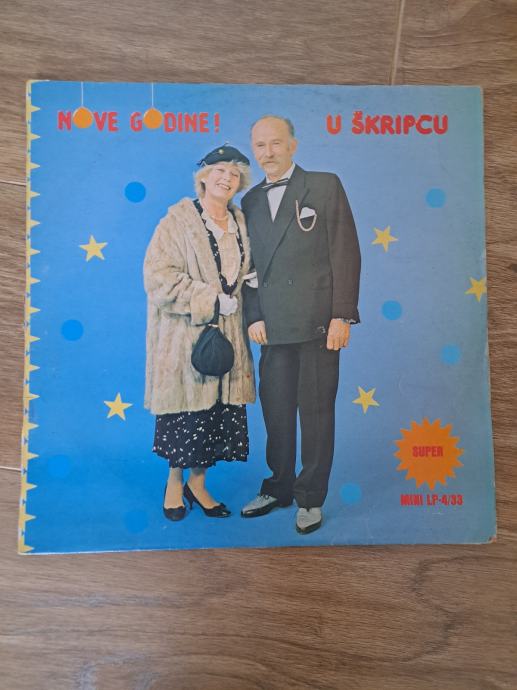 NOVE GODINE!
U ŠKRIPCU
SUPER
MINI LP-4/33